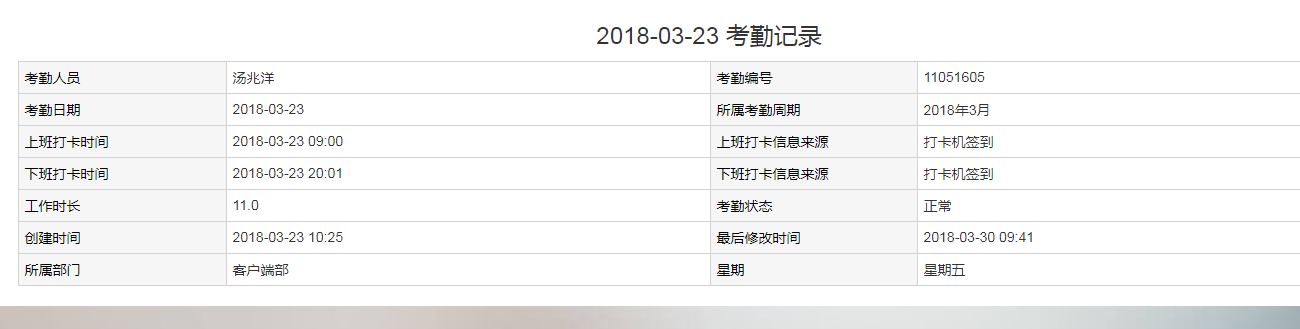 2018-03-23 考勤记录
考勤人员 汤兆洋 考勤编号 11051605
考勤日期 2018-03-23 所属考勤周期 2018年3月
上班打卡时间 2018-03-23 09:00 上班打卡信息来源 打卡机签到
下班打卡时间 2018-03-23 20:01 下班打卡信息来源 打卡机签到
工作时长 11.0 考勤状态 正常
创建时间 2018-03-23 10:25 最后修改时间 2018-03-30 09:41
所属部门 客户端部 星期 星期五